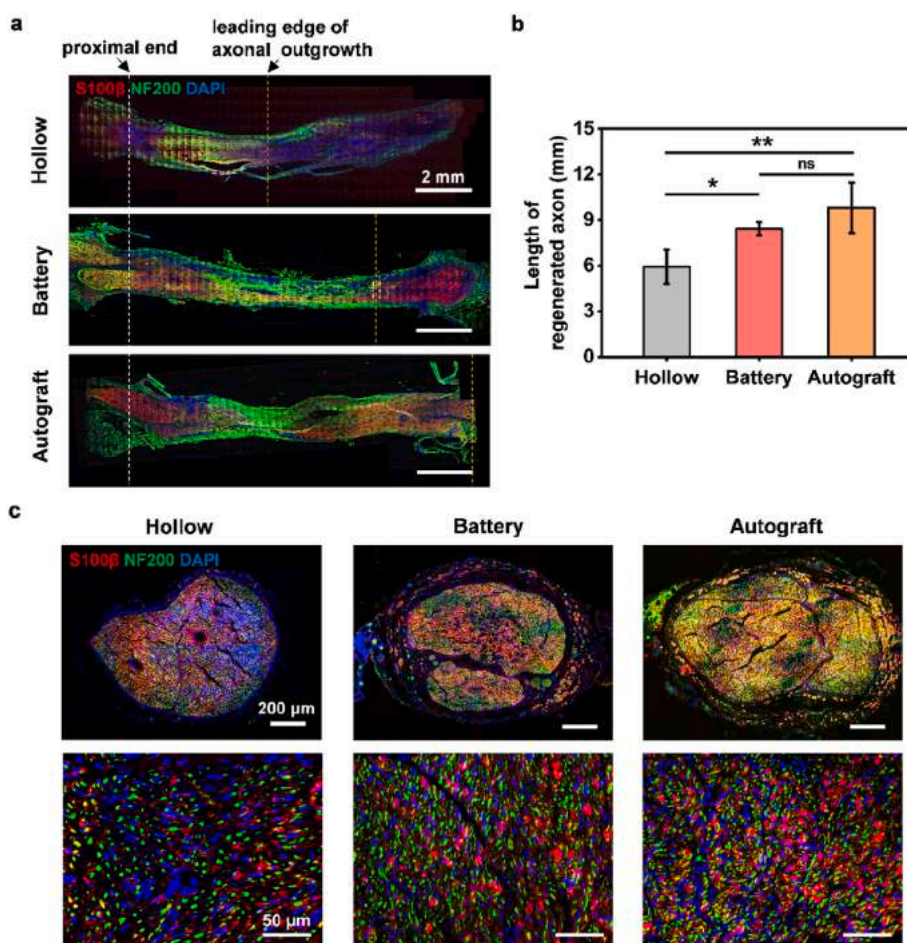 a
proximal end
leading edge of
axonal outgrowth
S100β NF200 DAPI
Hollow
2 mm
Battery
Autograft
b
Length of
regenerated axon (mm)
15
12
9
6
3
0
**
*
ns
Hollow Battery Autograft
c
Hollow Battery Autograft
S100β NF200 DAPI
200 μm
50 μm